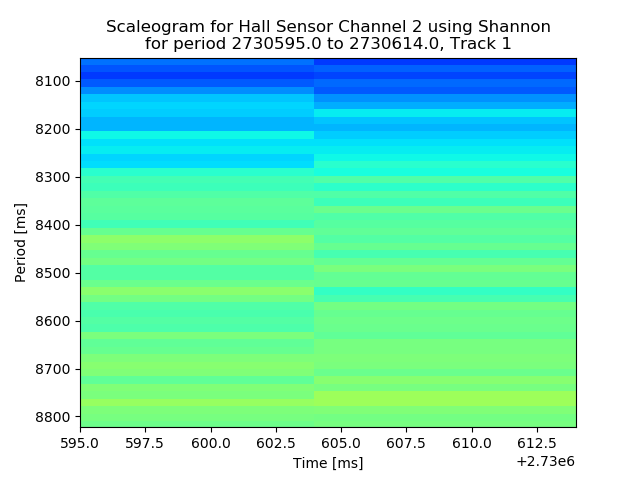 Scaleogram for Hall Sensor Channel 2 using Shannon
for period 2730595.0 to 2730614.0, Track 1
Period [ms]
8100
8200
8300
8400
8500
8600
8700
8800
595.0 597.5 600.0 602.5 605.0 607.5 610.0 612.5
Time [ms]
+2.73e6